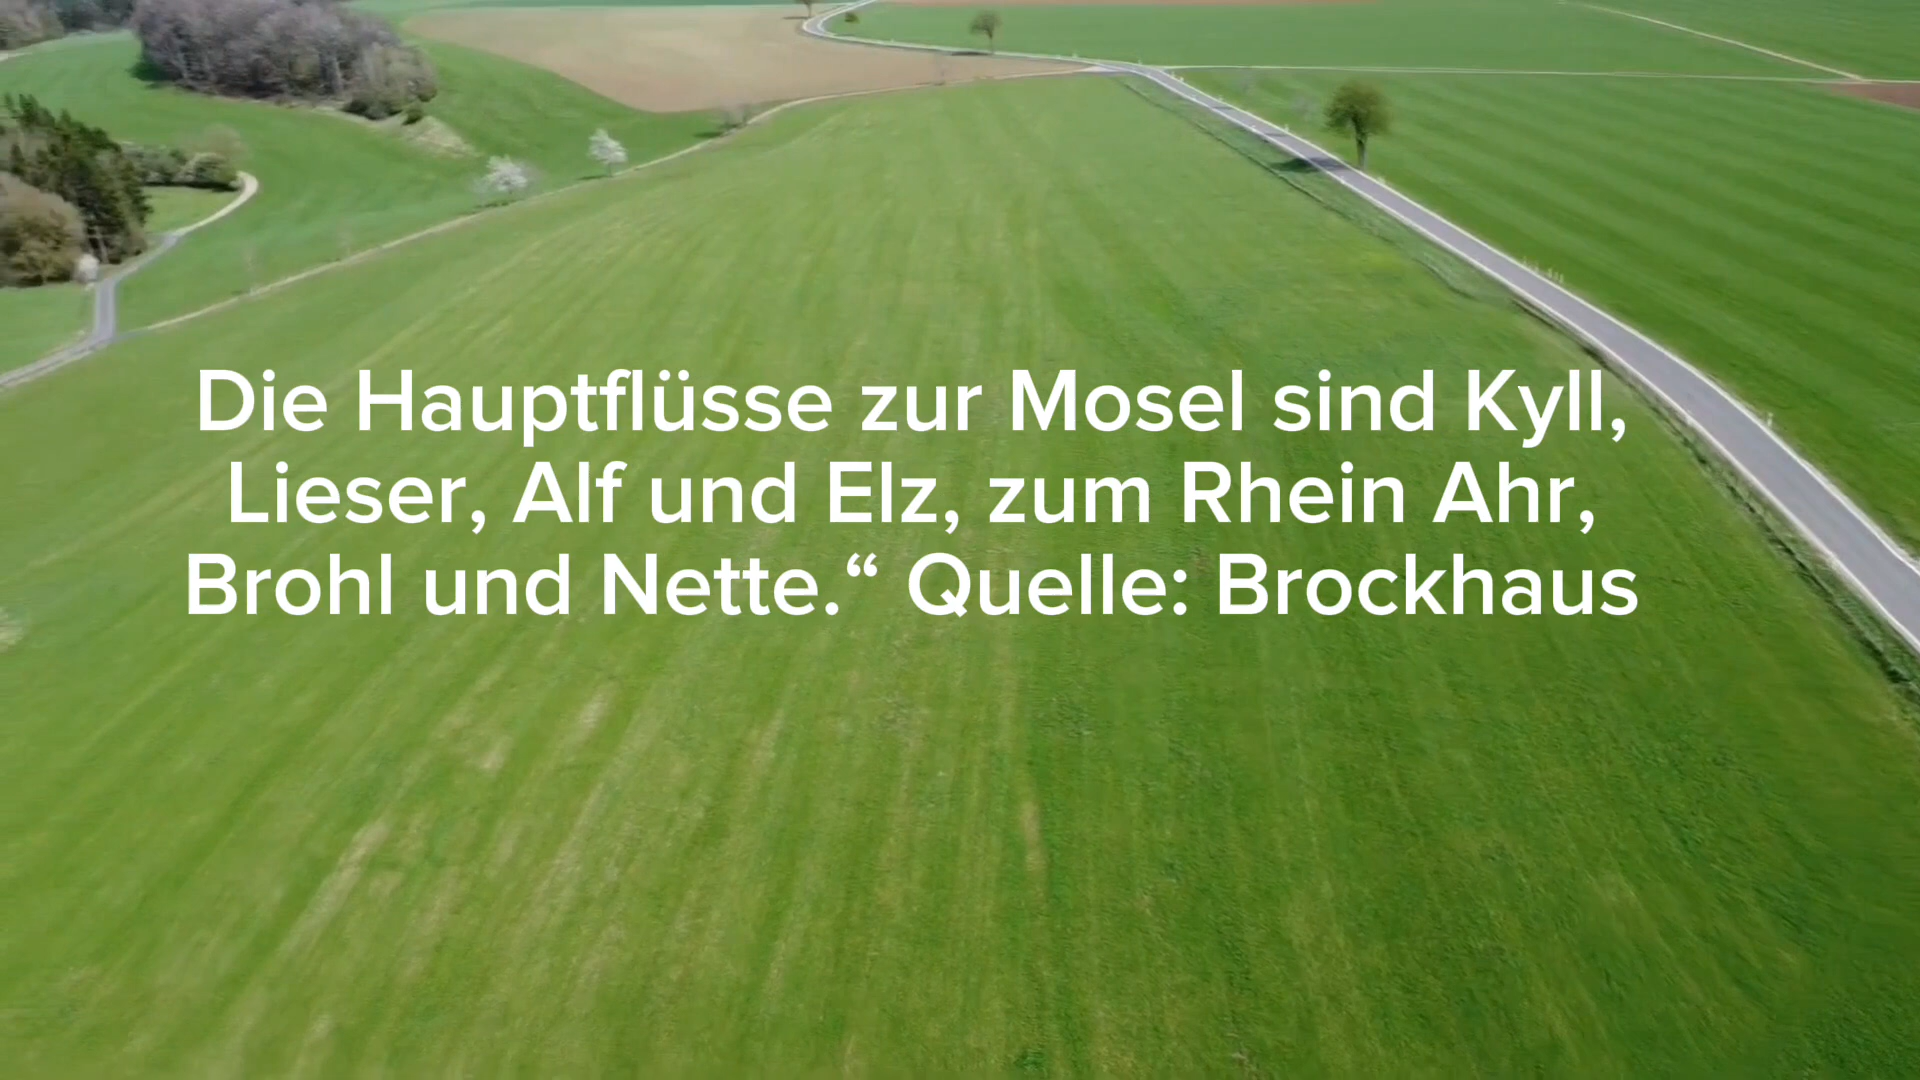 Die Hauptflüsse zur Mosel sind Kyll,
Lieser, Alf und Elz, zum Rhein Ahr,
Brohl und Nette.“ Quelle: Brockhaus